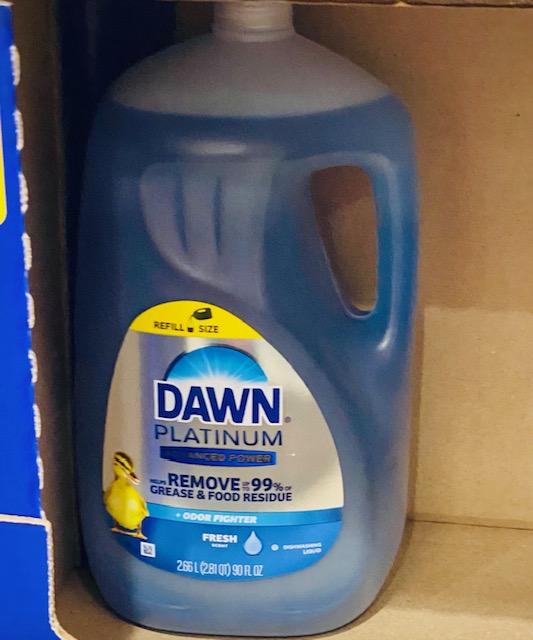 REFILL SIZE
DAWN®
PLATINUM
ADVANCED POWER
HELPS REMOVE UP TO 99% OF
GREASE & FOOD RESIDUE
+ ODOR FIGHTER
FRESH
SCENT
DISHWASHING
LIQUID
2.66 L (2.81 QT) 90 FL OZ